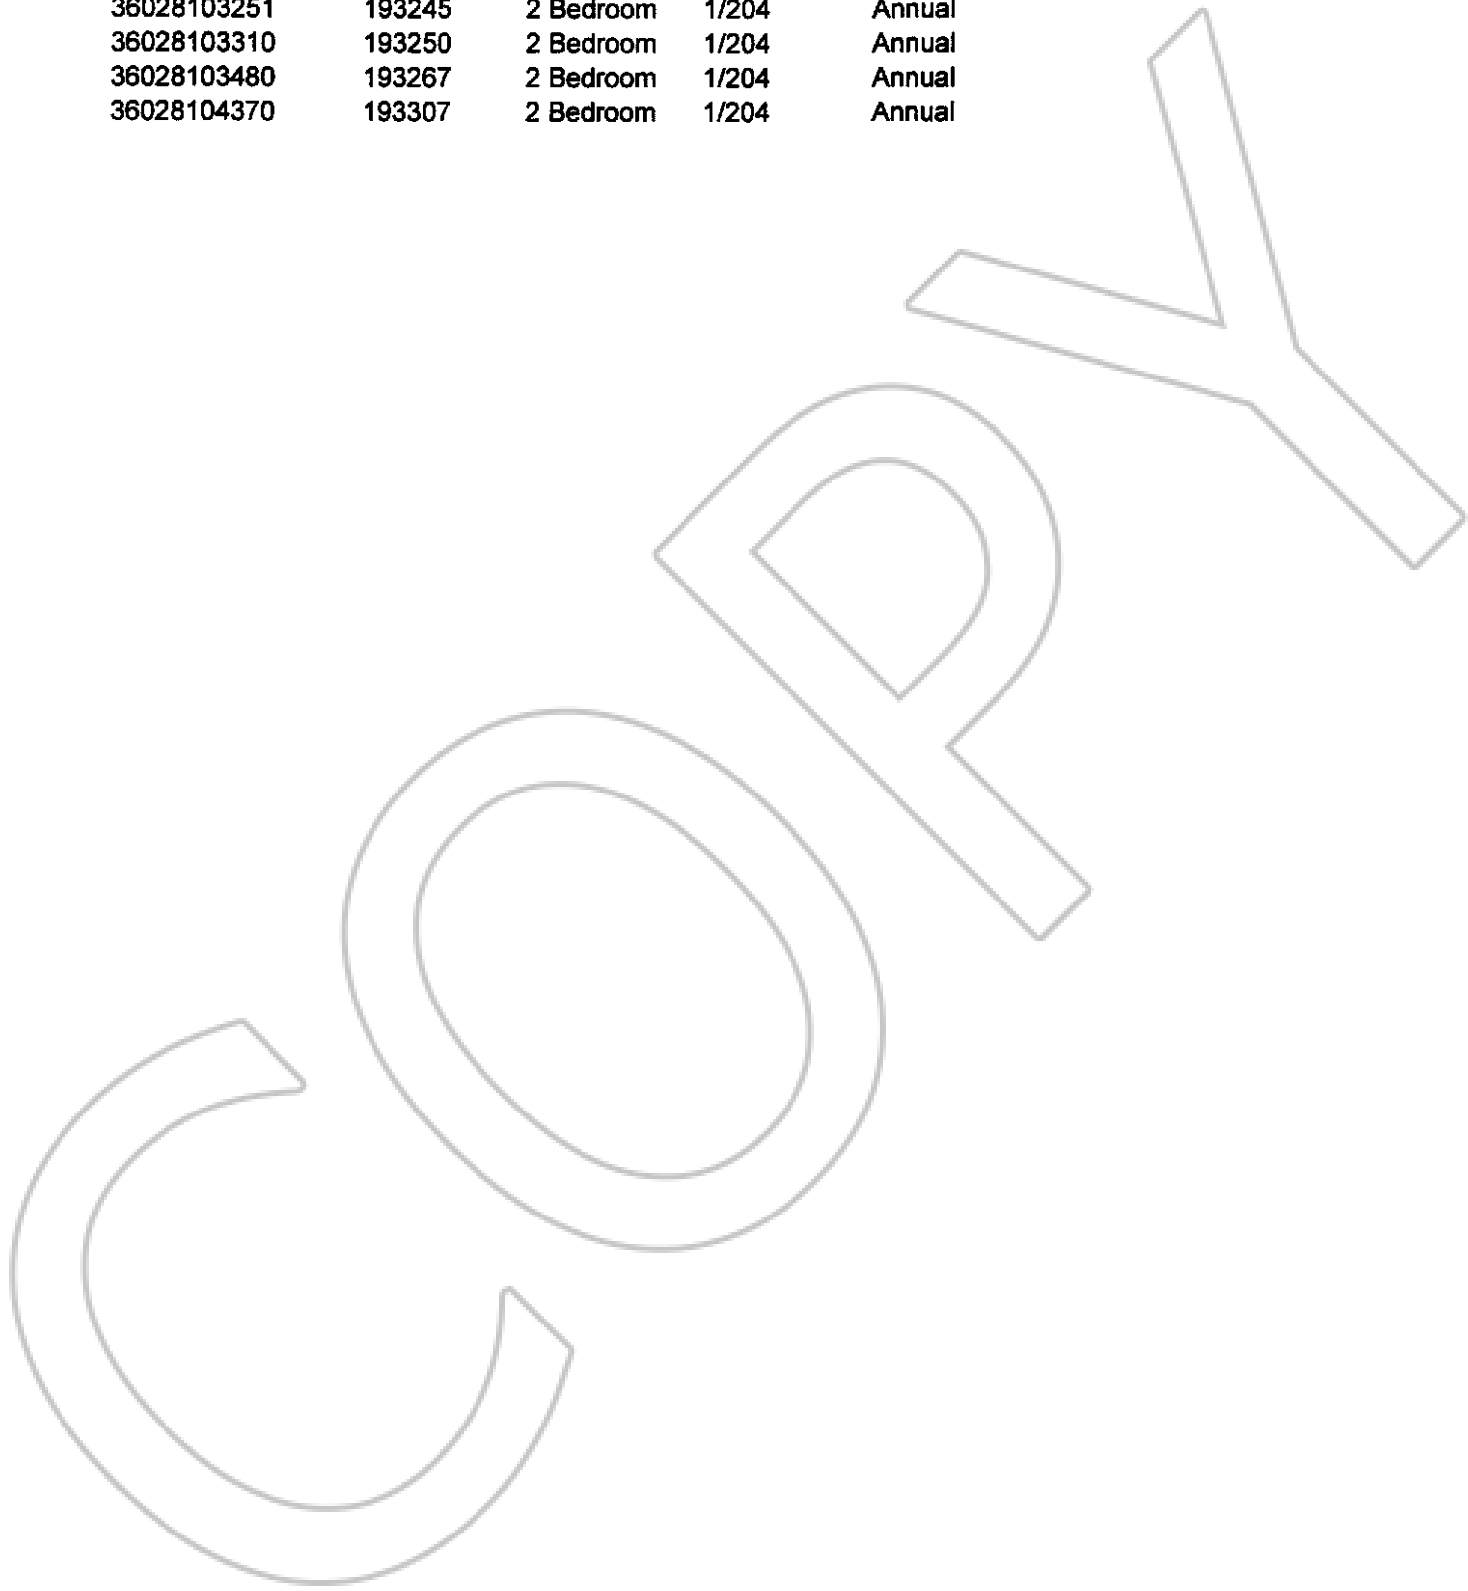 36028103251 193245 2 Bedroom 1/204 Annual
36028103310 193250 2 Bedroom 1/204 Annual
36028103480 193267 2 Bedroom 1/204 Annual
36028104370 193307 2 Bedroom 1/204 Annual
COPY